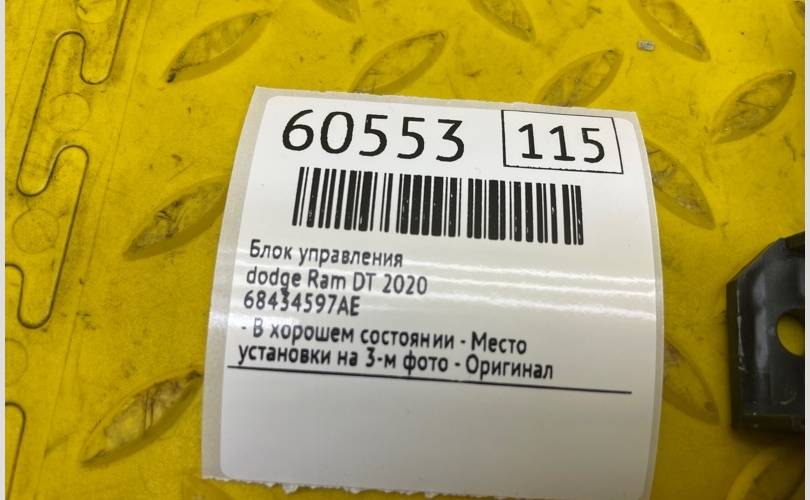 60553 115
Блок управления
dodge Ram DT 2020
68434597AE
- В хорошем состоянии - Место
установки на 3-м фото - Оригинал